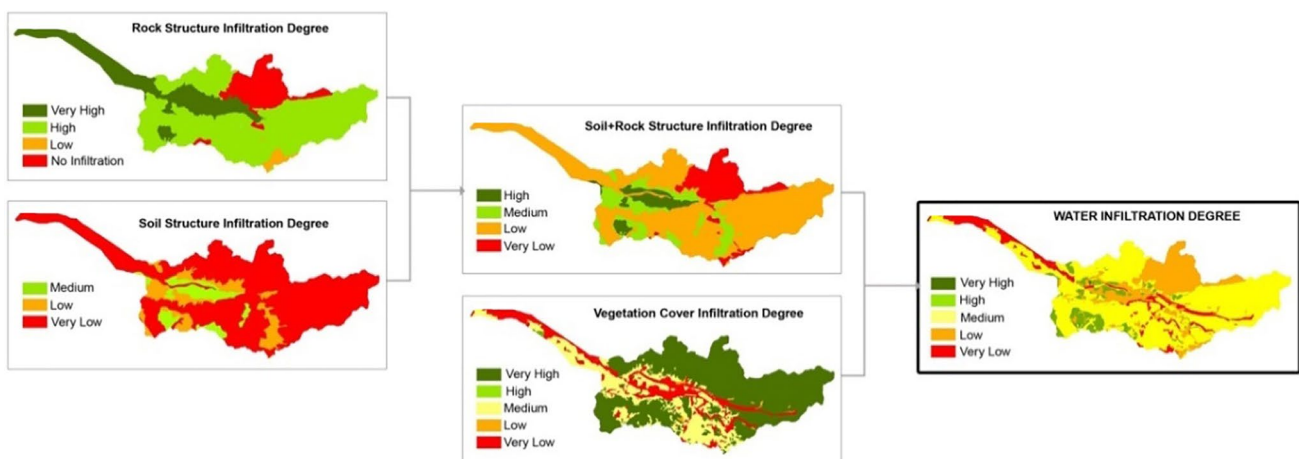 Rock Structure Infiltration Degree
Very High
High
Low
No Infiltration
Soil Structure Infiltration Degree
Medium
Low
Very Low
Soil+Rock Structure Infiltration Degree
High
Medium
Low
Very Low
Vegetation Cover Infiltration Degree
Very High
High
Medium
Low
Very Low
WATER INFILTRATION DEGREE
Very High
High
Medium
Low
Very Low